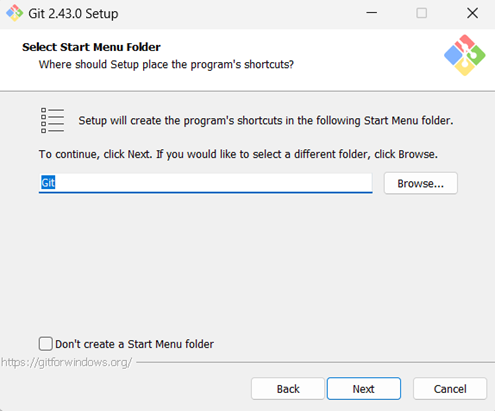 Git 2.43.0 Setup
Select Start Menu Folder
Where should Setup place the program's shortcuts?
Setup will create the program's shortcuts in the following Start Menu folder.
To continue, click Next. If you would like to select a different folder, click Browse.
Git
Browse...
Don't create a Start Menu folder
https://gitforwindows.org/
Back
Next
Cancel